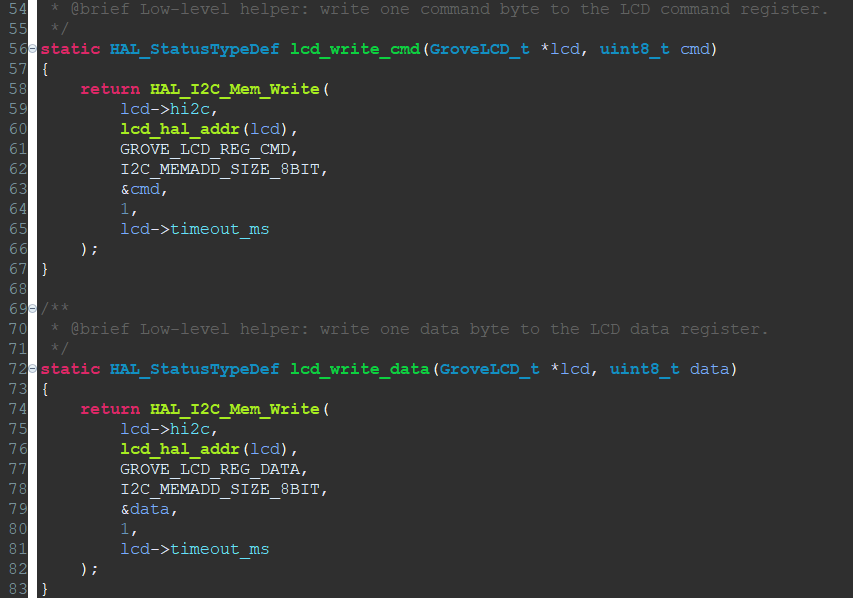 54  * @brief Low-level helper: write one command byte to the LCD command register.
55  */
56 static HAL_StatusTypeDef lcd_write_cmd(GroveLCD_t *lcd, uint8_t cmd)
57 {
58     return HAL_I2C_Mem_Write(
59         lcd->hi2c,
60         lcd_hal_addr(lcd),
61         GROVE_LCD_REG_CMD,
62         I2C_MEMADD_SIZE_8BIT,
63         &cmd,
64         1,
65         lcd->timeout_ms
66     );
67 }
68
69 /**
70  * @brief Low-level helper: write one data byte to the LCD data register.
71  */
72 static HAL_StatusTypeDef lcd_write_data(GroveLCD_t *lcd, uint8_t data)
73 {
74     return HAL_I2C_Mem_Write(
75         lcd->hi2c,
76         lcd_hal_addr(lcd),
77         GROVE_LCD_REG_DATA,
78         I2C_MEMADD_SIZE_8BIT,
79         &data,
80         1,
81         lcd->timeout_ms
82     );
83 }